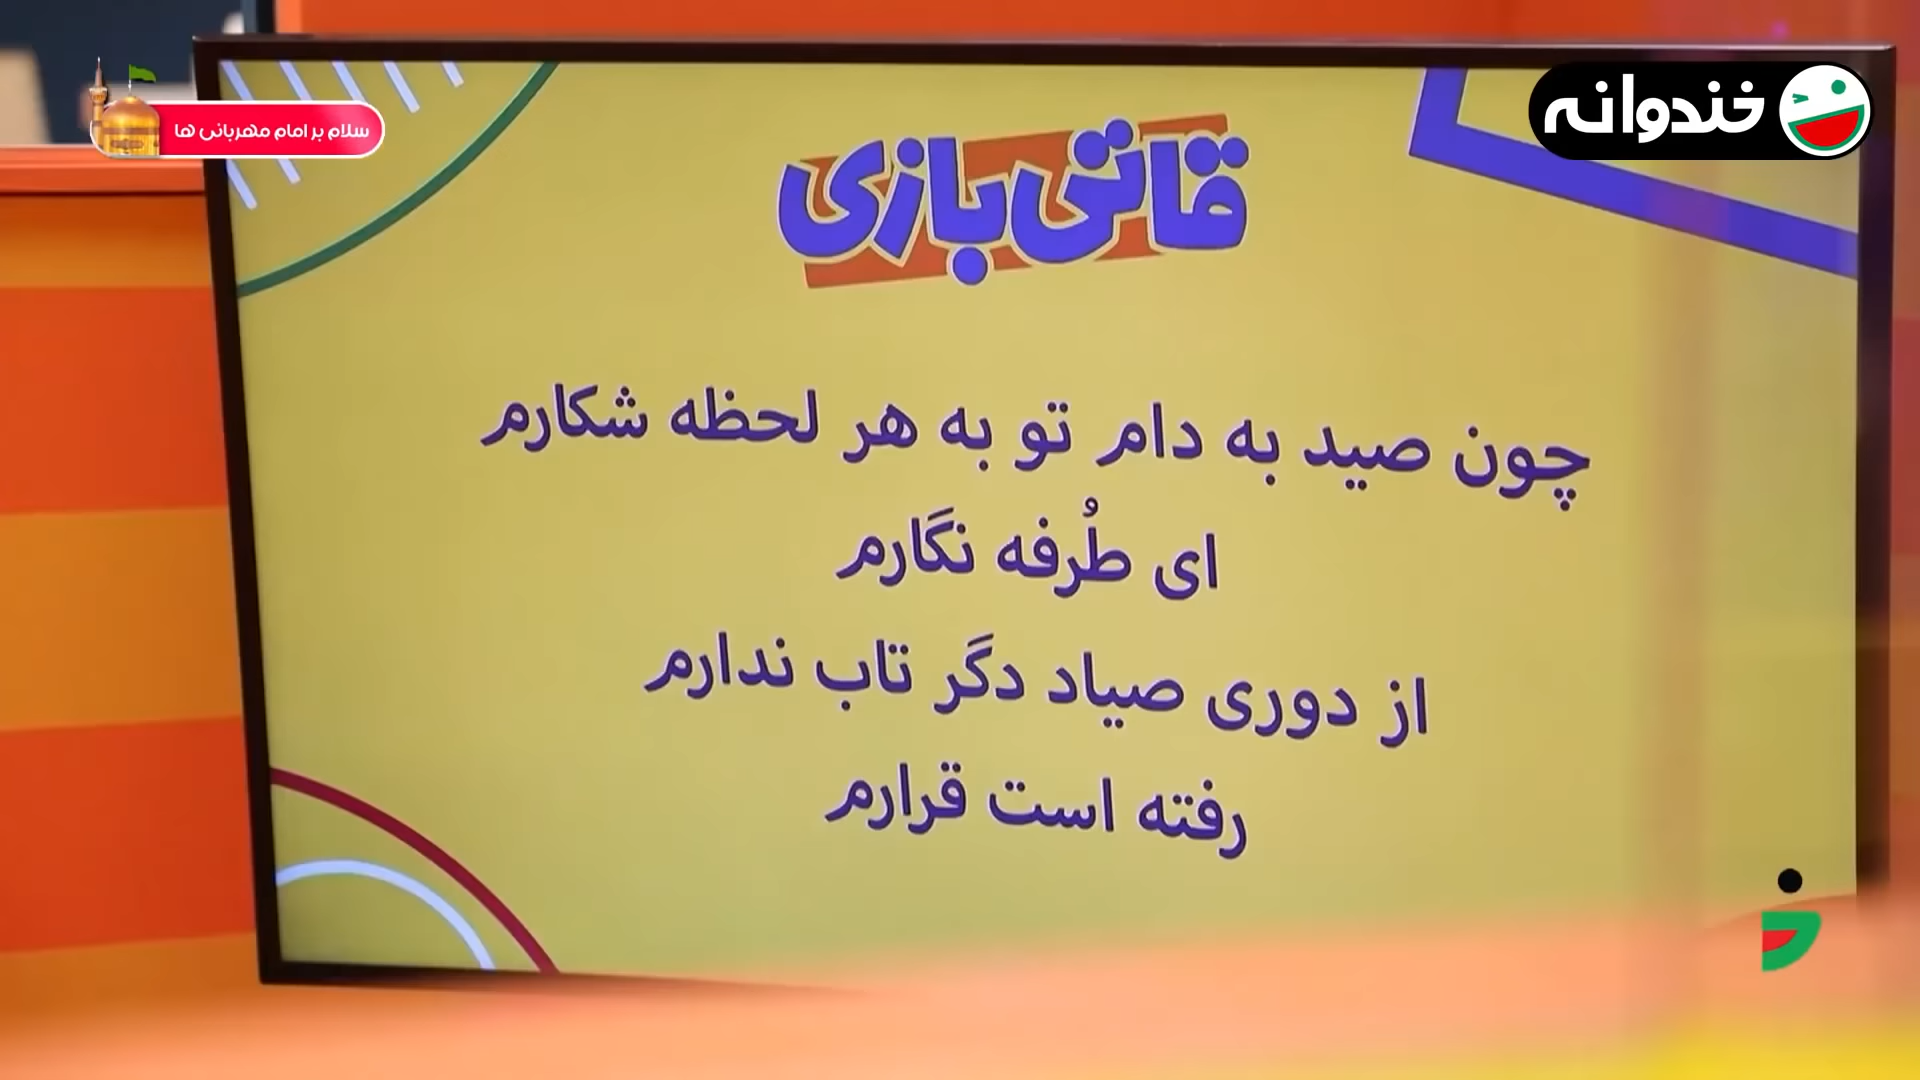 خندوانه
سلام بر امام مهربانی ها
قاتی‌بازی
چون صید به دام تو به هر لحظه شکارم
ای طُرفه نگارم
از دوری صیاد دگر تاب ندارم
رفته است قرارم